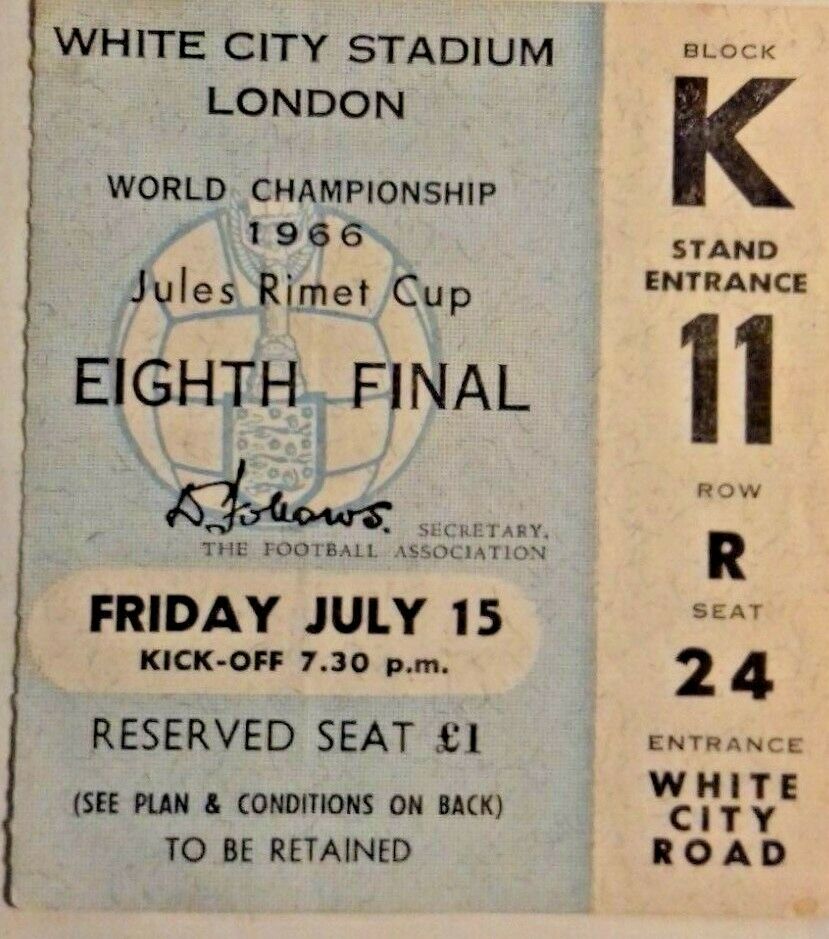 WHITE CITY STADIUM
LONDON
WORLD CHAMPIONSHIP
1966
Jules Rimet Cup
EIGHTH FINAL
D. Follows.
SECRETARY,
THE FOOTBALL ASSOCIATION
FRIDAY JULY 15
KICK-OFF 7.30 p.m.
RESERVED SEAT £1
(SEE PLAN & CONDITIONS ON BACK)
TO BE RETAINED
BLOCK
K
STAND
ENTRANCE
11
ROW
R
SEAT
24
ENTRANCE
WHITE
CITY
ROAD